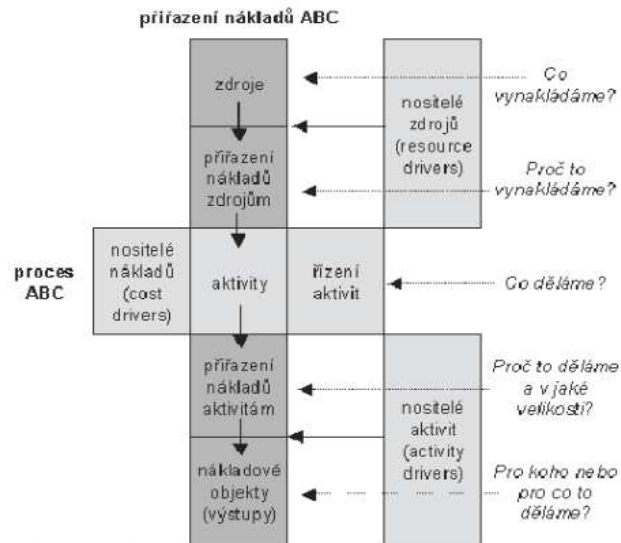 přiřazení nákladů ABC
zdroje
přiřazení
nákladů
zdrojům
nositelé
zdrojů
(resource
drivers)
Co
vynakládáme?
Proč to
vynakládáme?
proces
ABC
nositelé
nákladů
(cost
drivers)
aktivity
řízení
aktivit
Co děláme?
přiřazení
nákladů
aktivitám
nákladové
objekty
(výstupy)
nositelé
aktivit
(activity
drivers)
Proč to děláme
a v jaké
velikosti?
Pro koho nebo
pro co to
děláme?